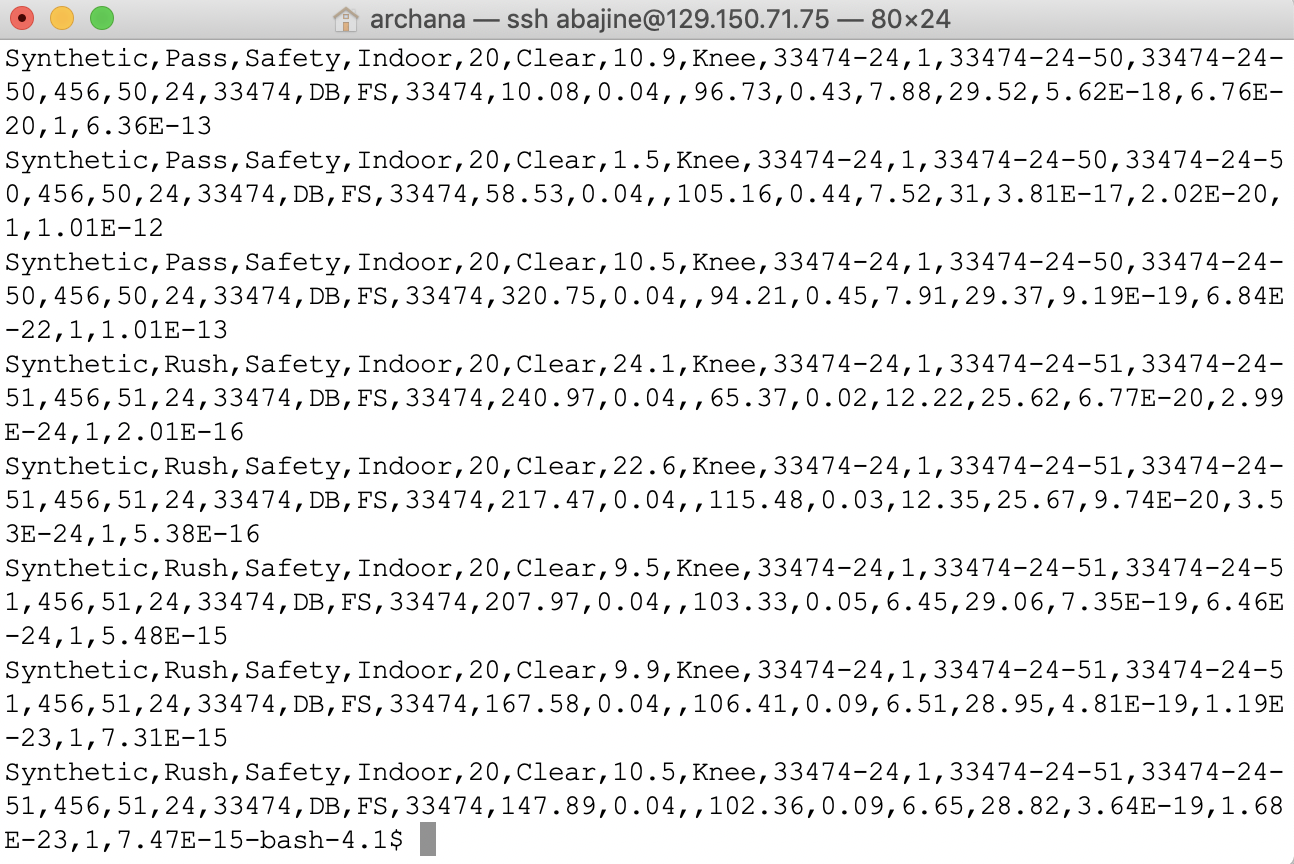 archana — ssh abajine@129.150.71.75 — 80×24
Synthetic,Pass,Safety,Indoor,20,Clear,10.9,Knee,33474-24,1,33474-24-50,33474-24-
50,456,50,24,33474,DB,FS,33474,10.08,0.04,,96.73,0.43,7.88,29.52,5.62E-18,6.76E-
20,1,6.36E-13
Synthetic,Pass,Safety,Indoor,20,Clear,1.5,Knee,33474-24,1,33474-24-50,33474-24-5
0,456,50,24,33474,DB,FS,33474,58.53,0.04,,105.16,0.44,7.52,31,3.81E-17,2.02E-20,
1,1.01E-12
Synthetic,Pass,Safety,Indoor,20,Clear,10.5,Knee,33474-24,1,33474-24-50,33474-24-
50,456,50,24,33474,DB,FS,33474,320.75,0.04,,94.21,0.45,7.91,29.37,9.19E-19,6.84E
-22,1,1.01E-13
Synthetic,Rush,Safety,Indoor,20,Clear,24.1,Knee,33474-24,1,33474-24-51,33474-24-
51,456,51,24,33474,DB,FS,33474,240.97,0.04,,65.37,0.02,12.22,25.62,6.77E-20,2.99
E-24,1,2.01E-16
Synthetic,Rush,Safety,Indoor,20,Clear,22.6,Knee,33474-24,1,33474-24-51,33474-24-
51,456,51,24,33474,DB,FS,33474,217.47,0.04,,115.48,0.03,12.35,25.67,9.74E-20,3.5
3E-24,1,5.38E-16
Synthetic,Rush,Safety,Indoor,20,Clear,9.5,Knee,33474-24,1,33474-24-51,33474-24-5
1,456,51,24,33474,DB,FS,33474,207.97,0.04,,103.33,0.05,6.45,29.06,7.35E-19,6.46E
-24,1,5.48E-15
Synthetic,Rush,Safety,Indoor,20,Clear,9.9,Knee,33474-24,1,33474-24-51,33474-24-5
1,456,51,24,33474,DB,FS,33474,167.58,0.04,,106.41,0.09,6.51,28.95,4.81E-19,1.19E
-23,1,7.31E-15
Synthetic,Rush,Safety,Indoor,20,Clear,10.5,Knee,33474-24,1,33474-24-51,33474-24-
51,456,51,24,33474,DB,FS,33474,147.89,0.04,,102.36,0.09,6.65,28.82,3.64E-19,1.68
E-23,1,7.47E-15-bash-4.1$